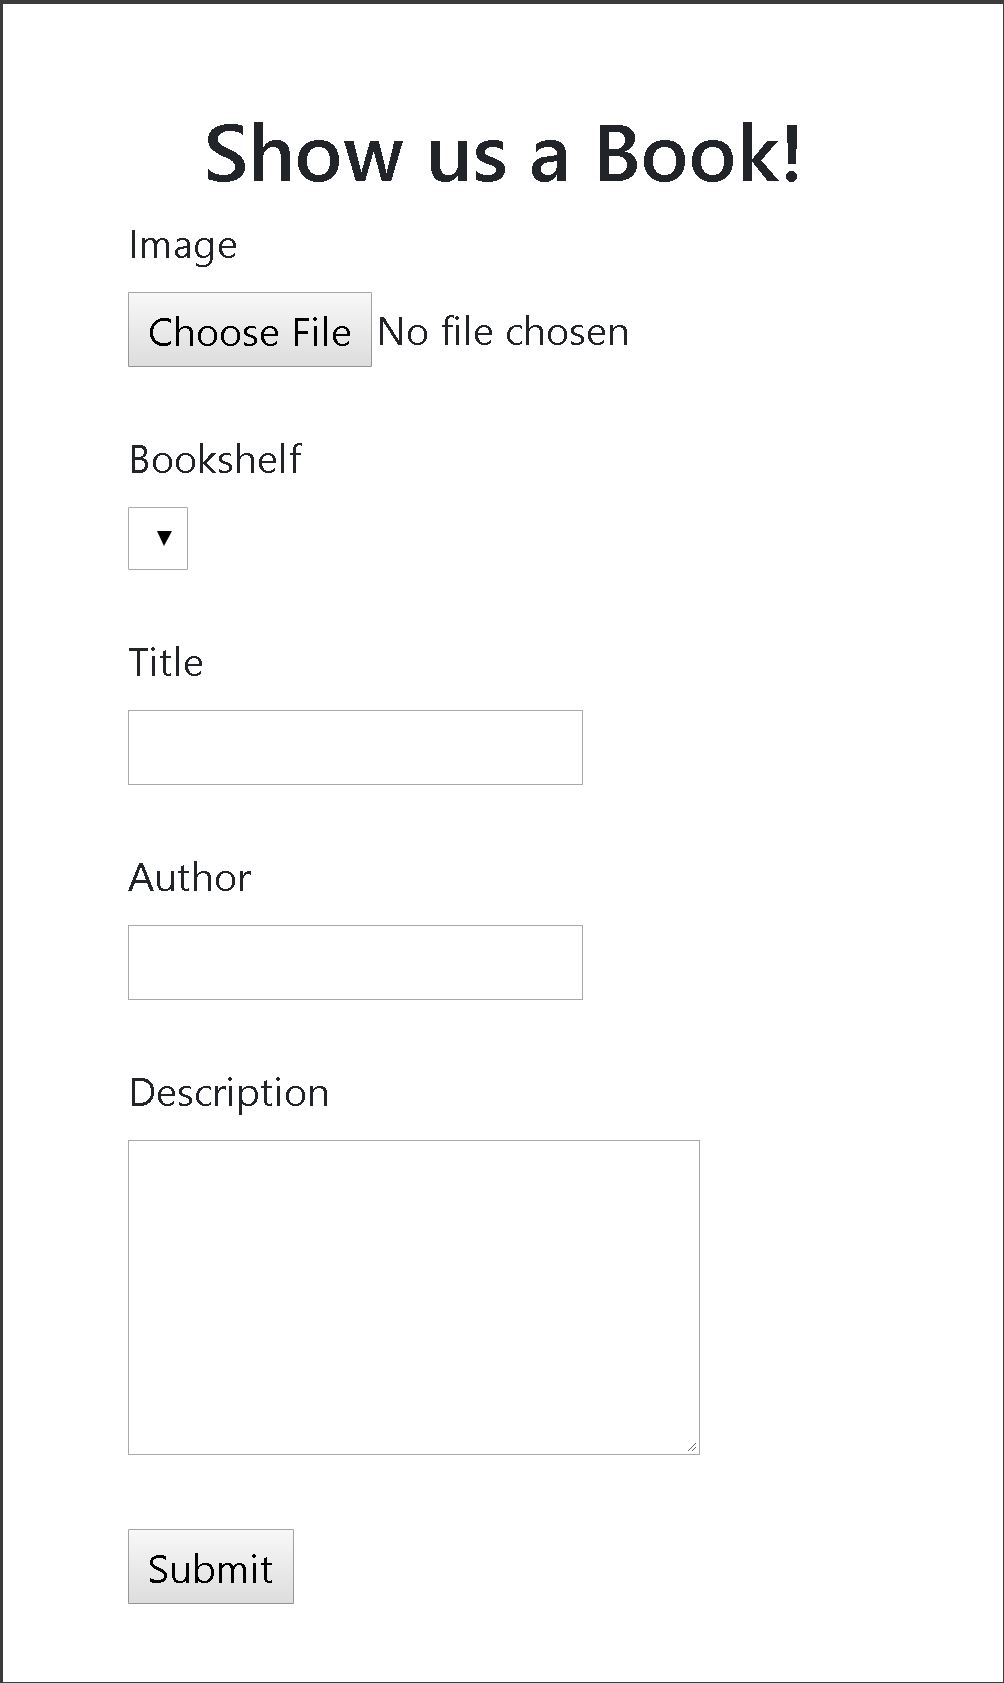 Show us a Book!
Image
Choose File No file chosen
Bookshelf
Title
Author
Description
Submit